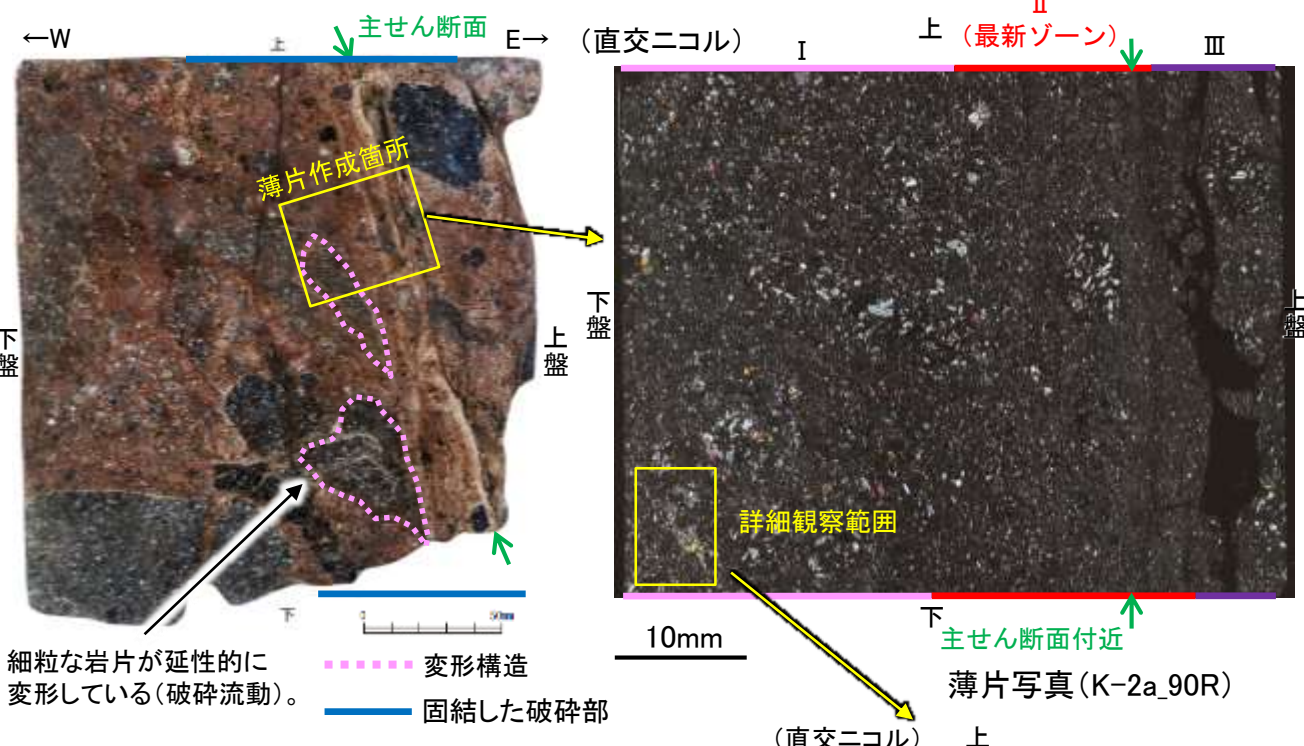 ←W
上
主せん断面
E→
薄片作成箇所
下盤
上盤
下
0
50mm
細粒な岩片が延性的に
変形している(破砕流動)。
変形構造
固結した破砕部
(直交ニコル)
上
Ⅱ
(最新ゾーン)
Ⅰ
Ⅲ
下盤
上盤
詳細観察範囲
下
10mm
主せん断面付近
薄片写真(K-2a_90R)
(直交ニコル)
上